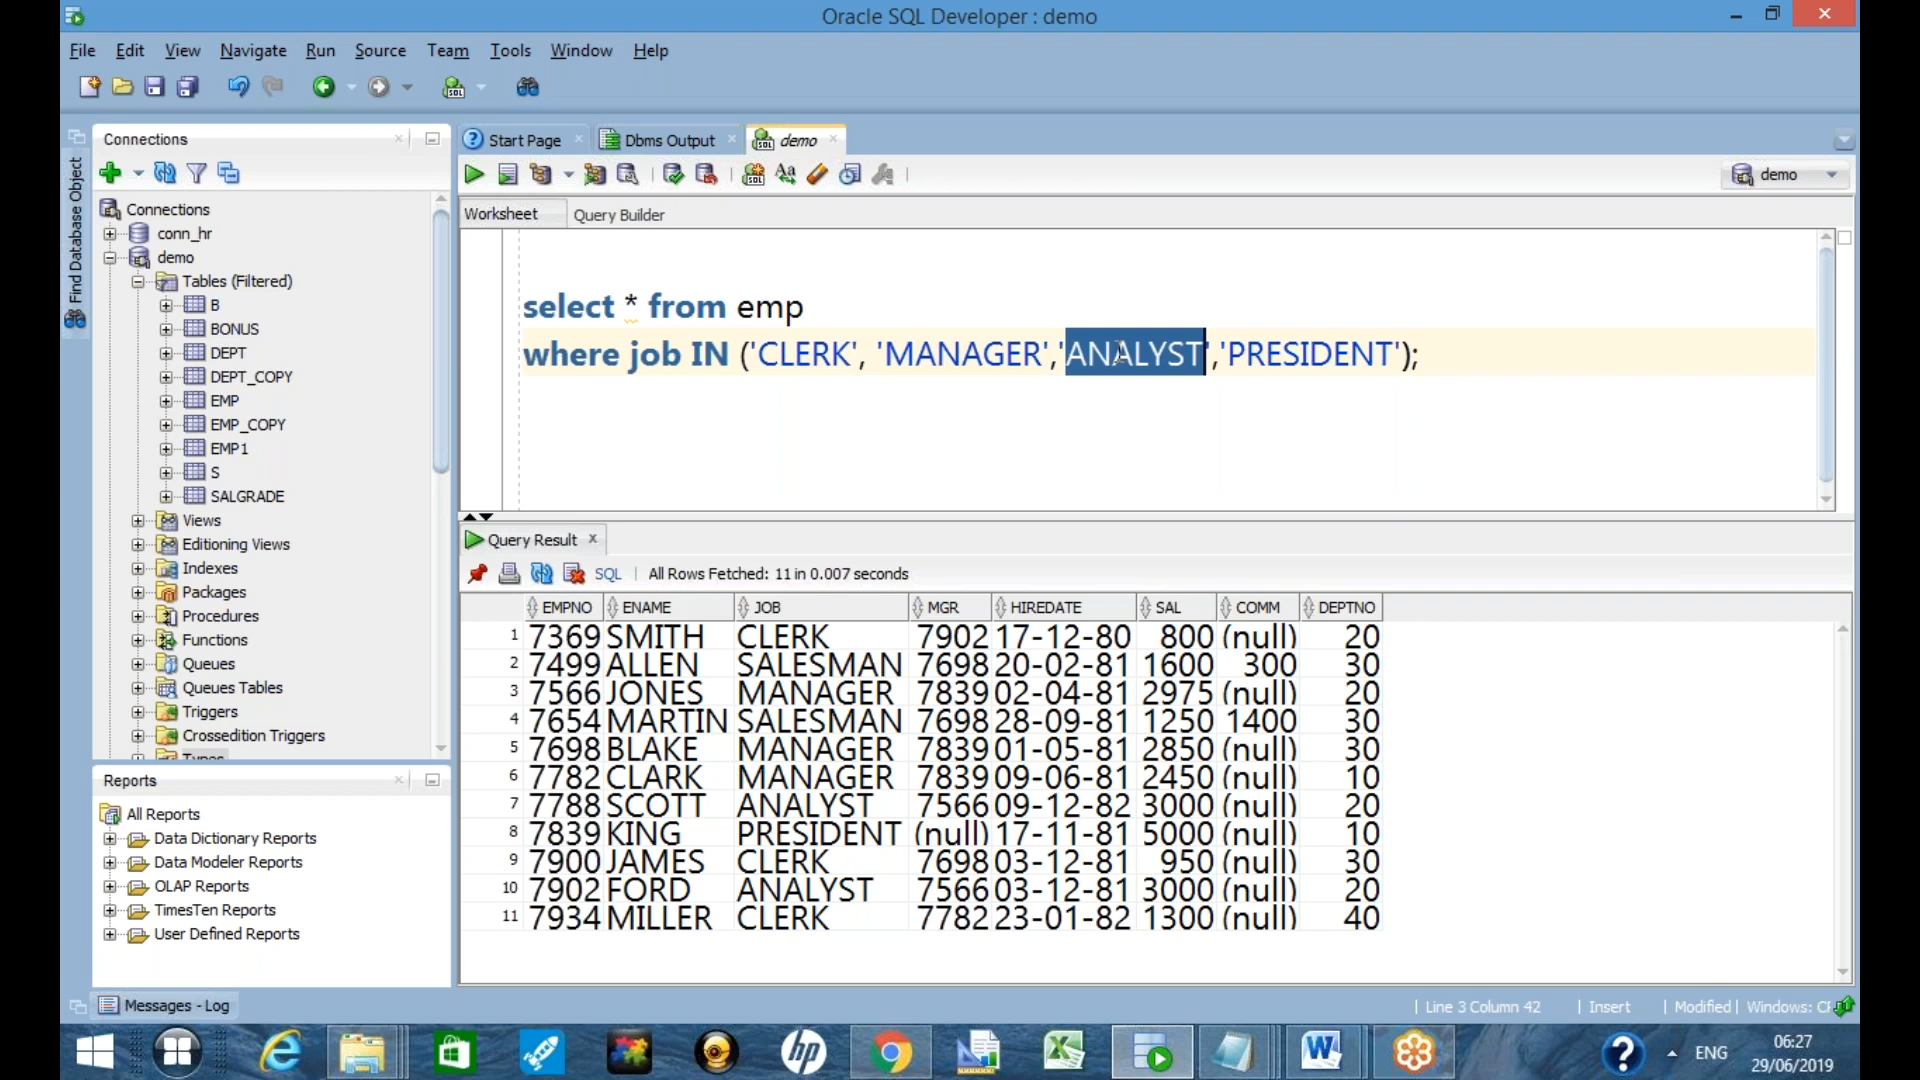 Oracle SQL Developer : demo
File Edit View Navigate Run Source Team Tools Window Help
Find Database Object
Connections
Connections
conn_hr
demo
Tables (Filtered)
B
BONUS
DEPT
DEPT_COPY
EMP
EMP_COPY
EMP1
S
SALGRADE
Views
Editioning Views
Indexes
Packages
Procedures
Functions
Queues
Queues Tables
Triggers
Crossedition Triggers
Reports
All Reports
Data Dictionary Reports
Data Modeler Reports
OLAP Reports
TimesTen Reports
User Defined Reports
Start Page Dbms Output demo
demo
Worksheet Query Builder
select * from emp
where job IN ('CLERK', 'MANAGER','ANALYST','PRESIDENT');
Query Result
SQL | All Rows Fetched: 11 in 0.007 seconds
EMPNO ENAME JOB MGR HIREDATE SAL COMM DEPTNO
1 7369 SMITH CLERK 7902 17-12-80 800 (null) 20
2 7499 ALLEN SALESMAN 7698 20-02-81 1600 300 30
3 7566 JONES MANAGER 7839 02-04-81 2975 (null) 20
4 7654 MARTIN SALESMAN 7698 28-09-81 1250 1400 30
5 7698 BLAKE MANAGER 7839 01-05-81 2850 (null) 30
6 7782 CLARK MANAGER 7839 09-06-81 2450 (null) 10
7 7788 SCOTT ANALYST 7566 09-12-82 3000 (null) 20
8 7839 KING PRESIDENT (null) 17-11-81 5000 (null) 10
9 7900 JAMES CLERK 7698 03-12-81 950 (null) 30
10 7902 FORD ANALYST 7566 03-12-81 3000 (null) 20
11 7934 MILLER CLERK 7782 23-01-82 1300 (null) 40
Messages - Log
Line 3 Column 42 | Insert | Modified | Windows:
ENG
06:27
29/06/2019